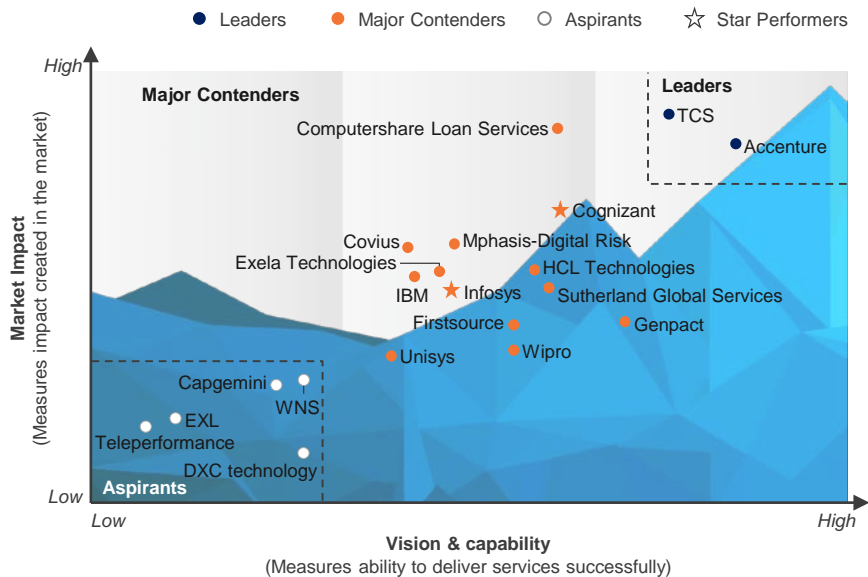 Leaders
Major Contenders
Aspirants
Star Performers
High
Major Contenders
Leaders
TCS
Computershare Loan Services
Accenture
Cognizant
Covius
Mphasis-Digital Risk
Exela Technologies
HCL Technologies
IBM
Infosys
Sutherland Global Services
Firstsource
Genpact
Unisys
Wipro
Capgemini
WNS
EXL
Teleperformance
DXC technology
Aspirants
Market Impact
(Measures impact created in the market)
Low
Low
High
Vision & capability
(Measures ability to deliver services successfully)